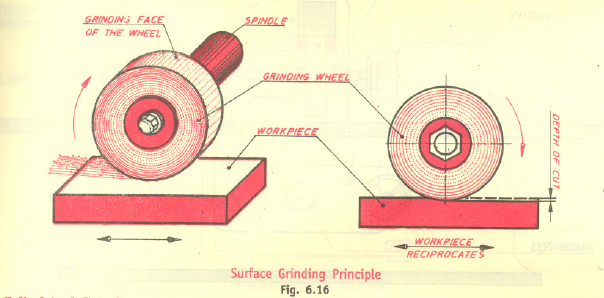 GRINDING FACE
OF THE WHEEL
SPINDLE
GRINDING WHEEL
WORKPIECE
DEPTH OF CUT
WORKPIECE
RECIPROCATES
Surface Grinding Principle
Fig. 6.16